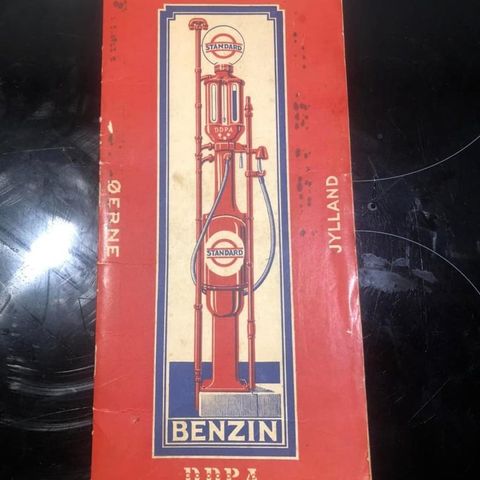 STANDARD
DDPA
STANDARD
ØERNE
JYLLAND
BENZIN
DDPA